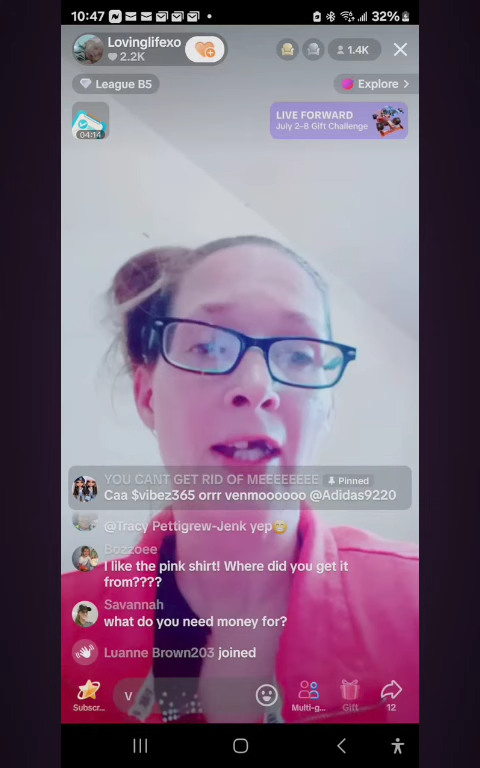 10:47
32%
Lovinglifexo
2.2K
1.4K
League B5
Explore >
04:14
LIVE FORWARD
July 2-8 Gift Challenge
YOU CANT GET RID OF MEEEEEEEE Pinned
Caa $vibez365 orrr venmoooooo @Adidas9220
@Tracy Pettigrew-Jenk yep😁
Bozzoee
I like the pink shirt! Where did you get it
from????
Savannah
what do you need money for?
Luanne Brown203 joined
Subscr...
V
Multi-g...
Gift
12